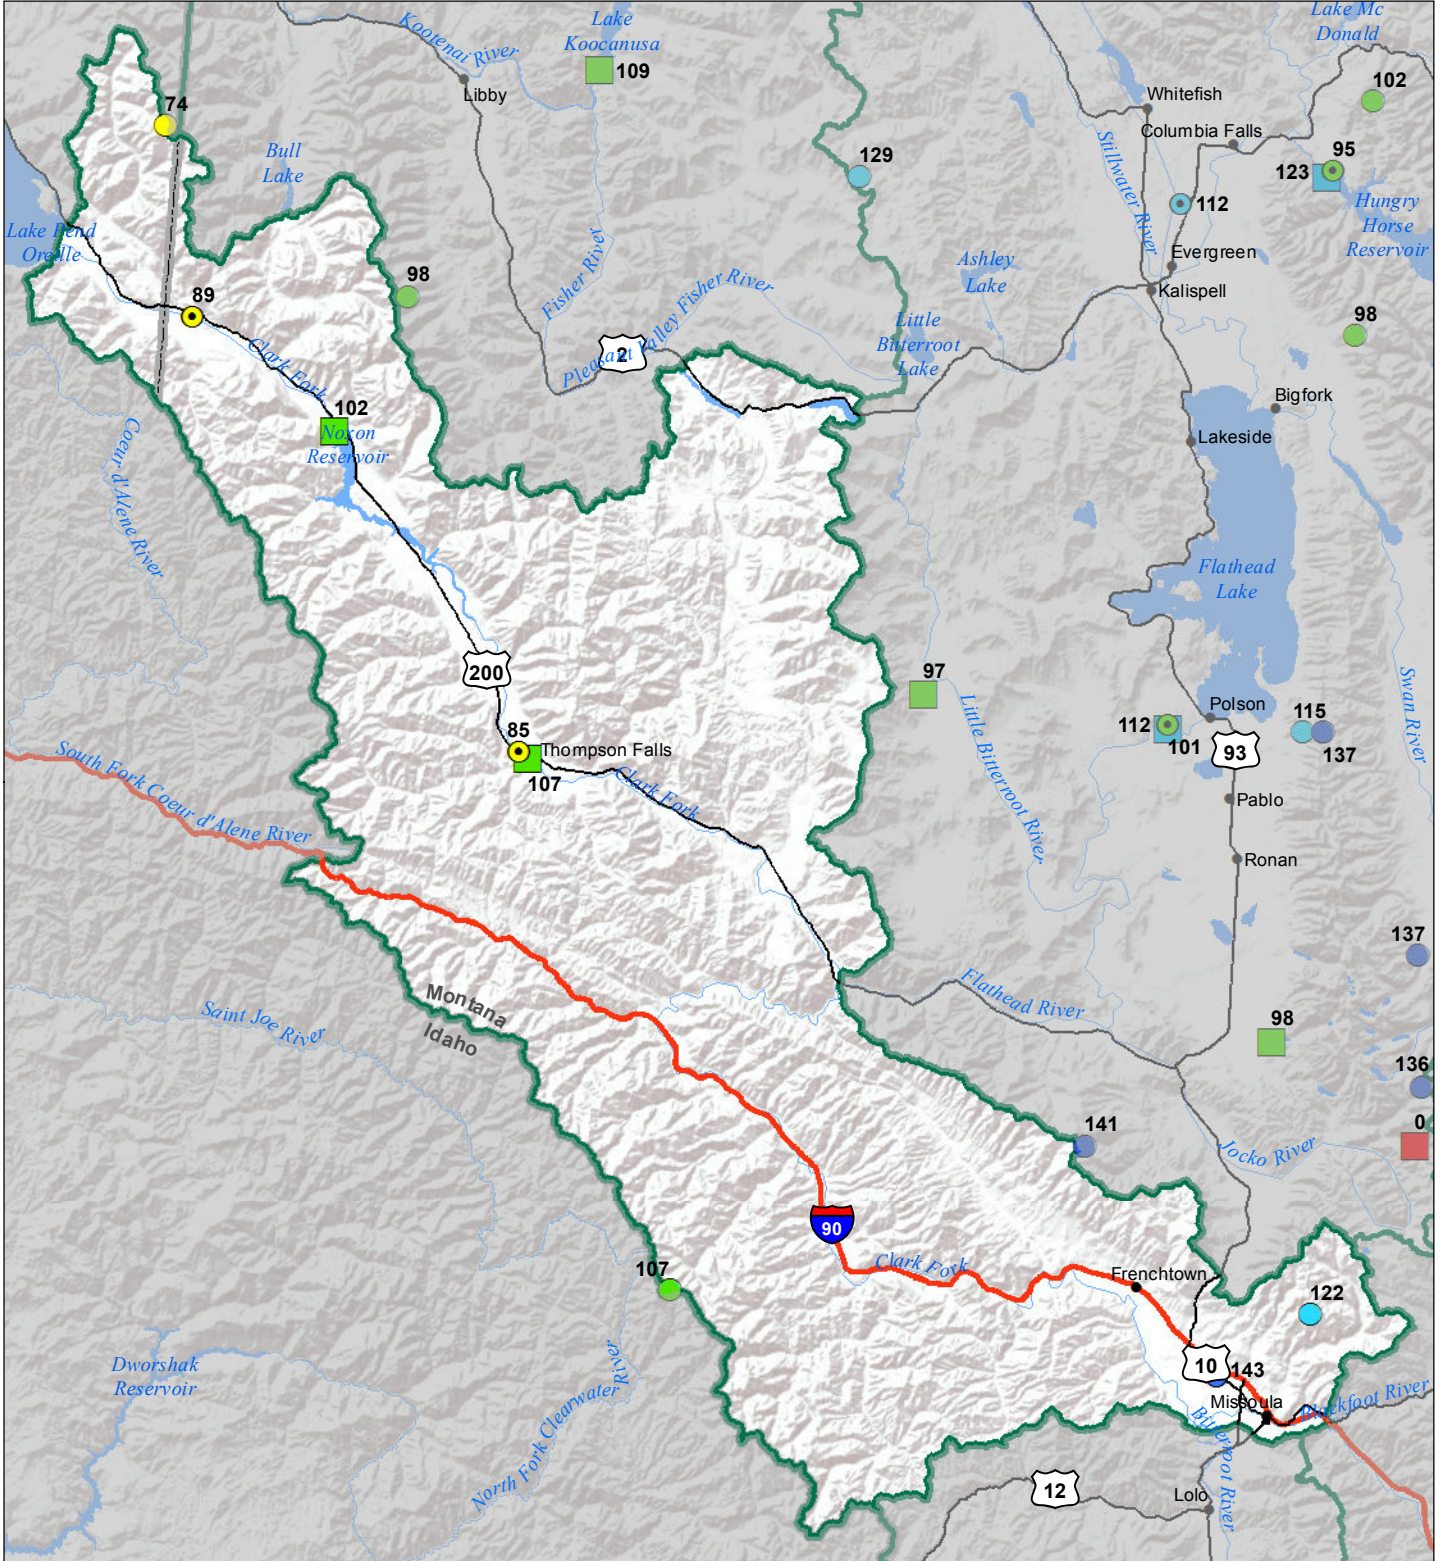 Lake Mc
Donald
Kootenai River
Lake
Koocanusa
109
Libby
Whitefish
102
74
Columbia Falls
Bull
Lake
129
Stillwater River
95
123
112
Hungry
Horse
Reservoir
Lake Pend
Oreille
Fisher River
Evergreen
Ashley
Lake
98
Kalispell
89
Pleasant Valley Fisher River
2
Little
Bitterroot
Lake
98
Clark Fork
Bigfork
102
Noxon
Reservoir
Lakeside
Coeur d'Alene River
Flathead
Lake
200
97
Swan River
Little Bitterroot River
Polson
112
101
115
137
93
85
Thompson Falls
107
Clark Fork
South Fork Coeur d'Alene River
Pablo
Ronan
137
Flathead River
Montana
Idaho
Saint Joe River
98
136
0
141
Jocko River
90
Clark Fork
107
Frenchtown
122
10
143
Missoula
Blackfoot River
Bitterroot River
Dworshak
Reservoir
North Fork Clearwater River
12
Lolo